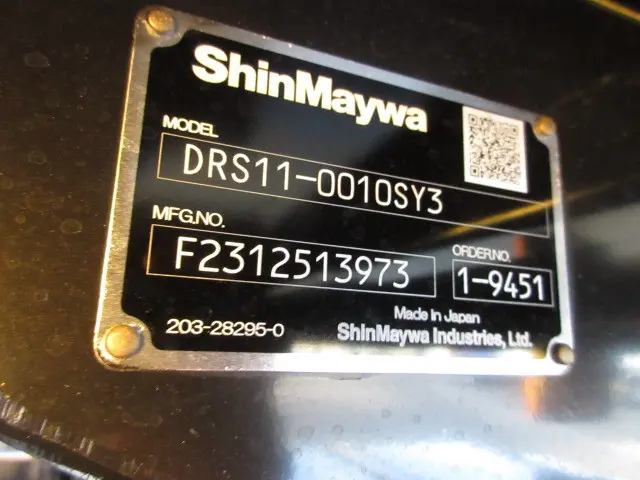 ShinMaywa
MODEL
DRS11-0010SY3
MFG.NO.
F2312513973
ORDER.NO.
1-9451
203-28295-0
Made in Japan
ShinMaywa Industries, Ltd.